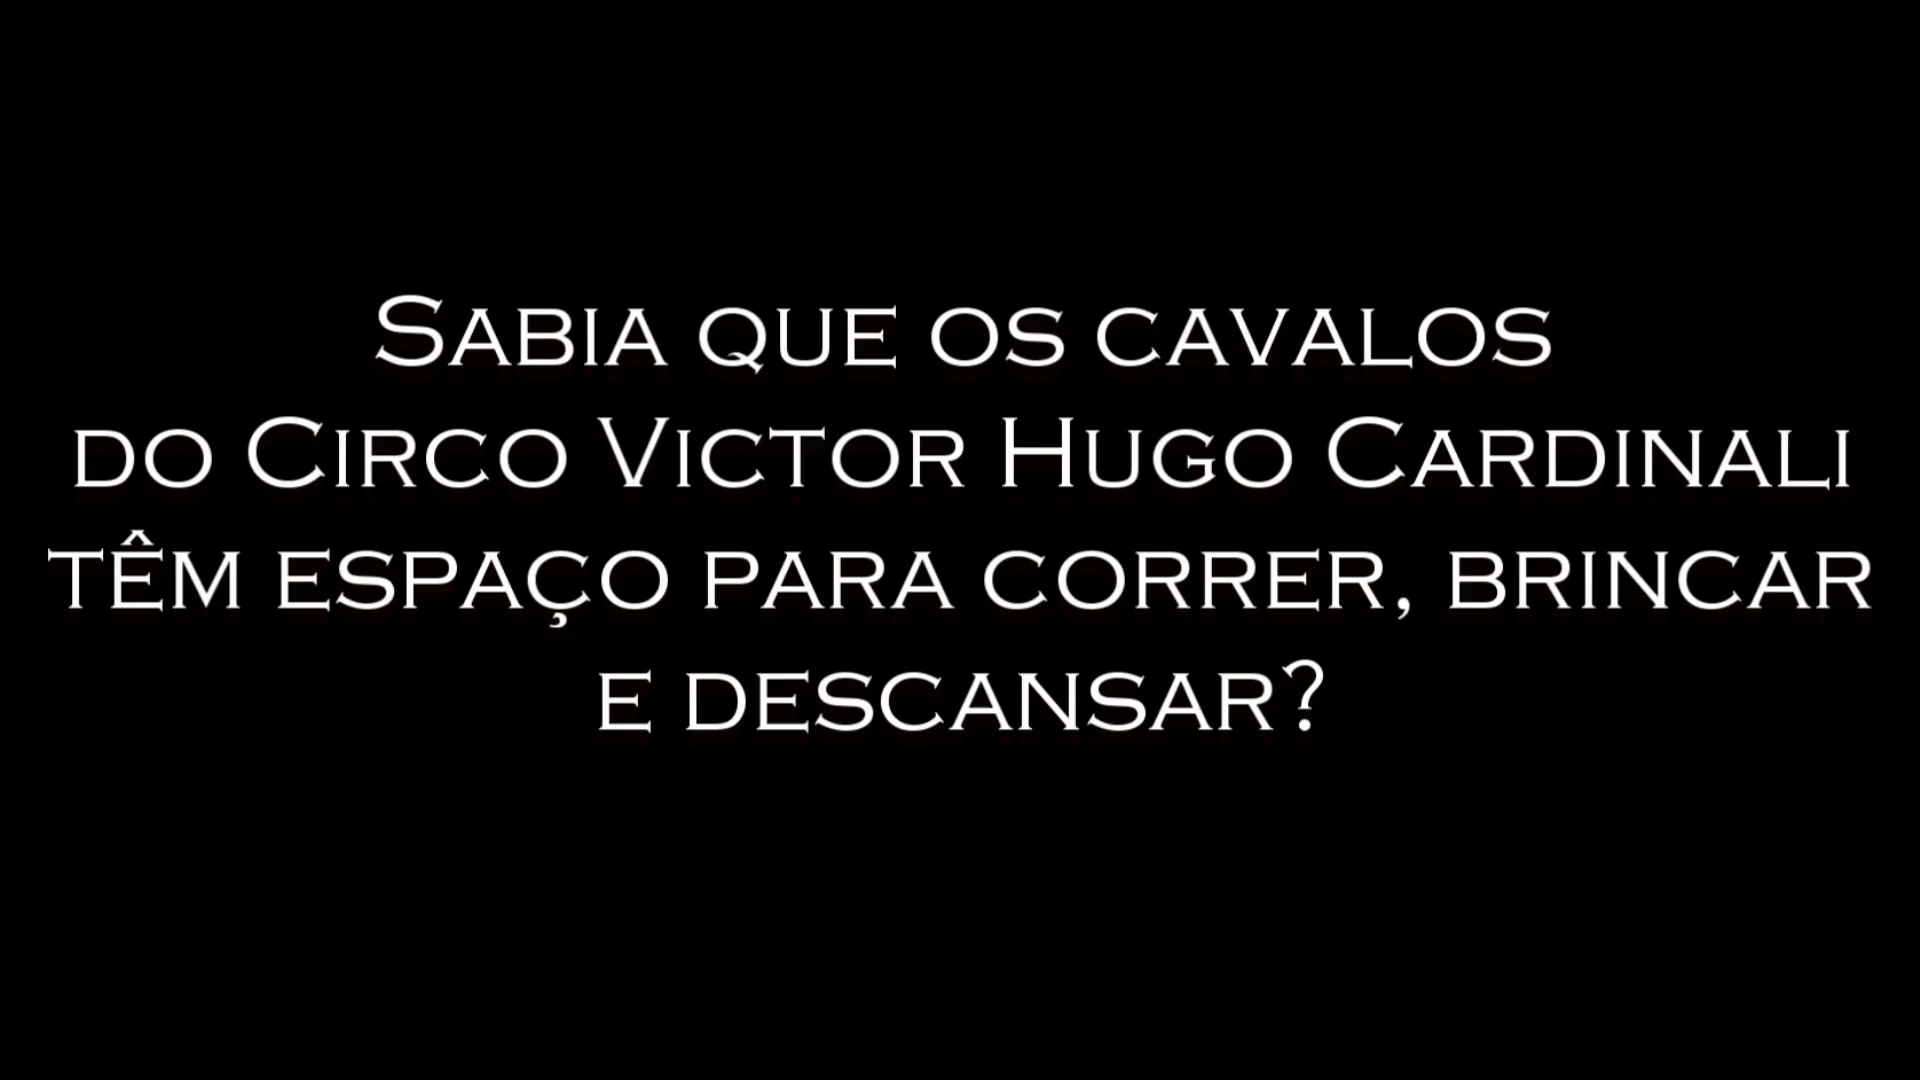 Sabia que os cavalos
do Circo Victor Hugo Cardinali
têm espaço para correr, brincar
e descansar?